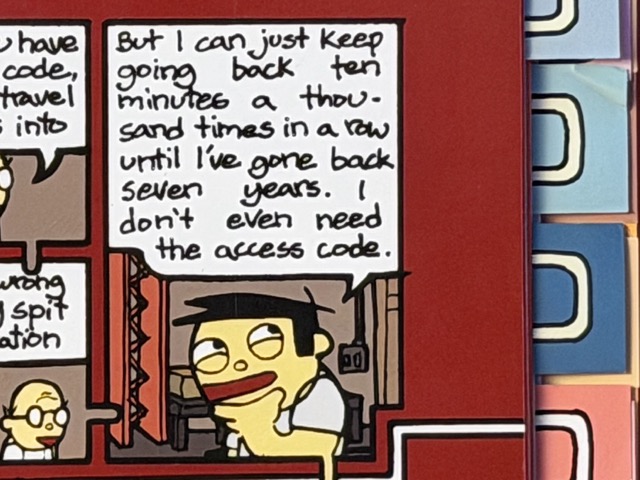 have
code,
travel
into
But I can just keep
going back ten
minutes a thou-
sand times in a row
until I've gone back
seven years. I
don't even need
the access code.
wrong
spit